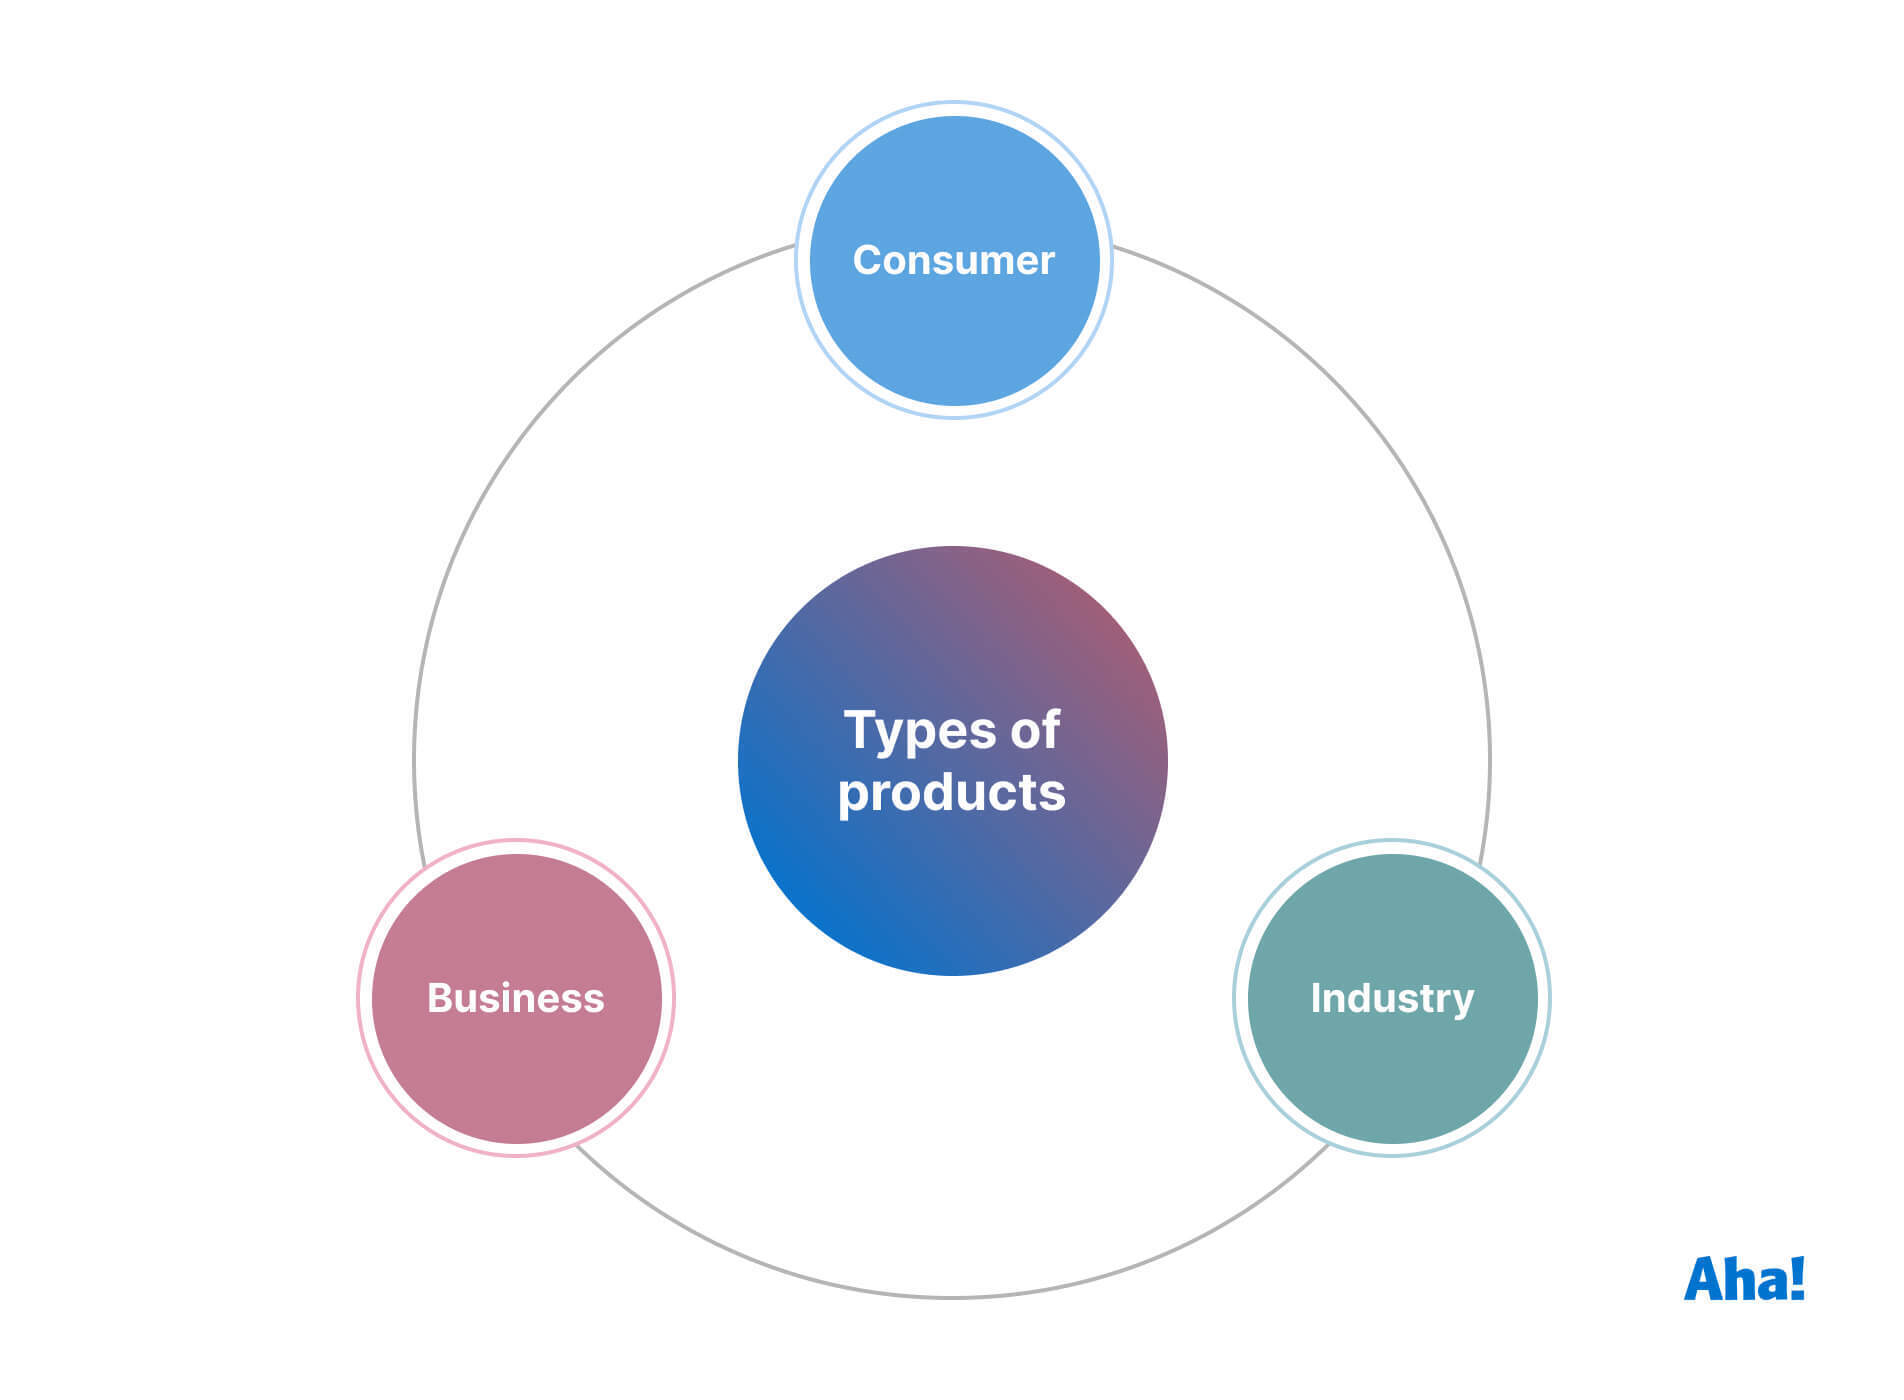 Consumer
Types of
products
Business
Industry
Aha!